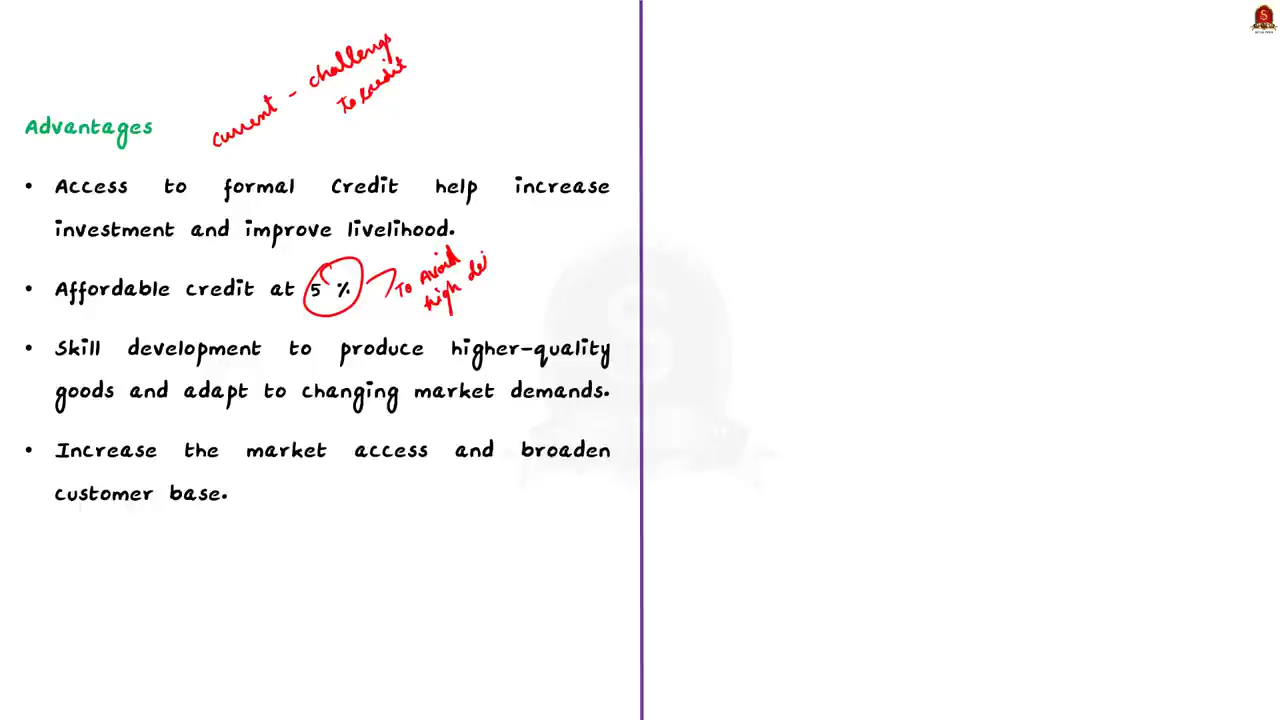 current - challengs
To credit
Advantages
• Access to formal Credit help increase
investment and improve livelihood.
• Affordable credit at 5 %
To Avoid
high de
• Skill development to produce higher-quality
goods and adapt to changing market demands.
• Increase the market access and broaden
customer base.